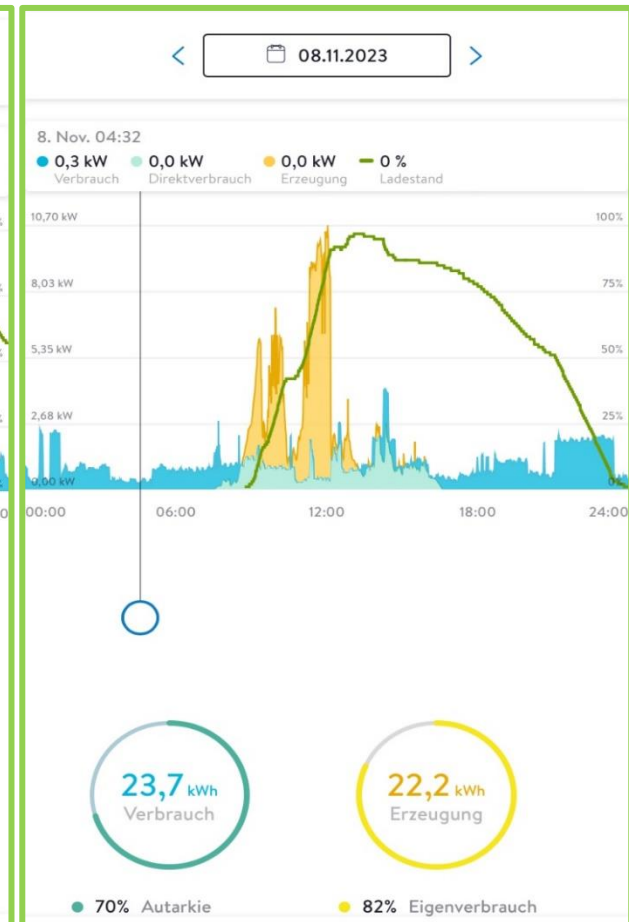 08.11.2023
8. Nov. 04:32
0,3 kW 0,0 kW 0,0 kW 0 %
Verbrauch Direktverbrauch Erzeugung Ladestand
10,70 kW 100%
8,03 kW 75%
5,35 kW 50%
2,68 kW 25%
0,00 kW
00:00 06:00 12:00 18:00 24:00
23,7 kWh 22,2 kWh
Verbrauch Erzeugung
70% Autarkie 82% Eigenverbrauch